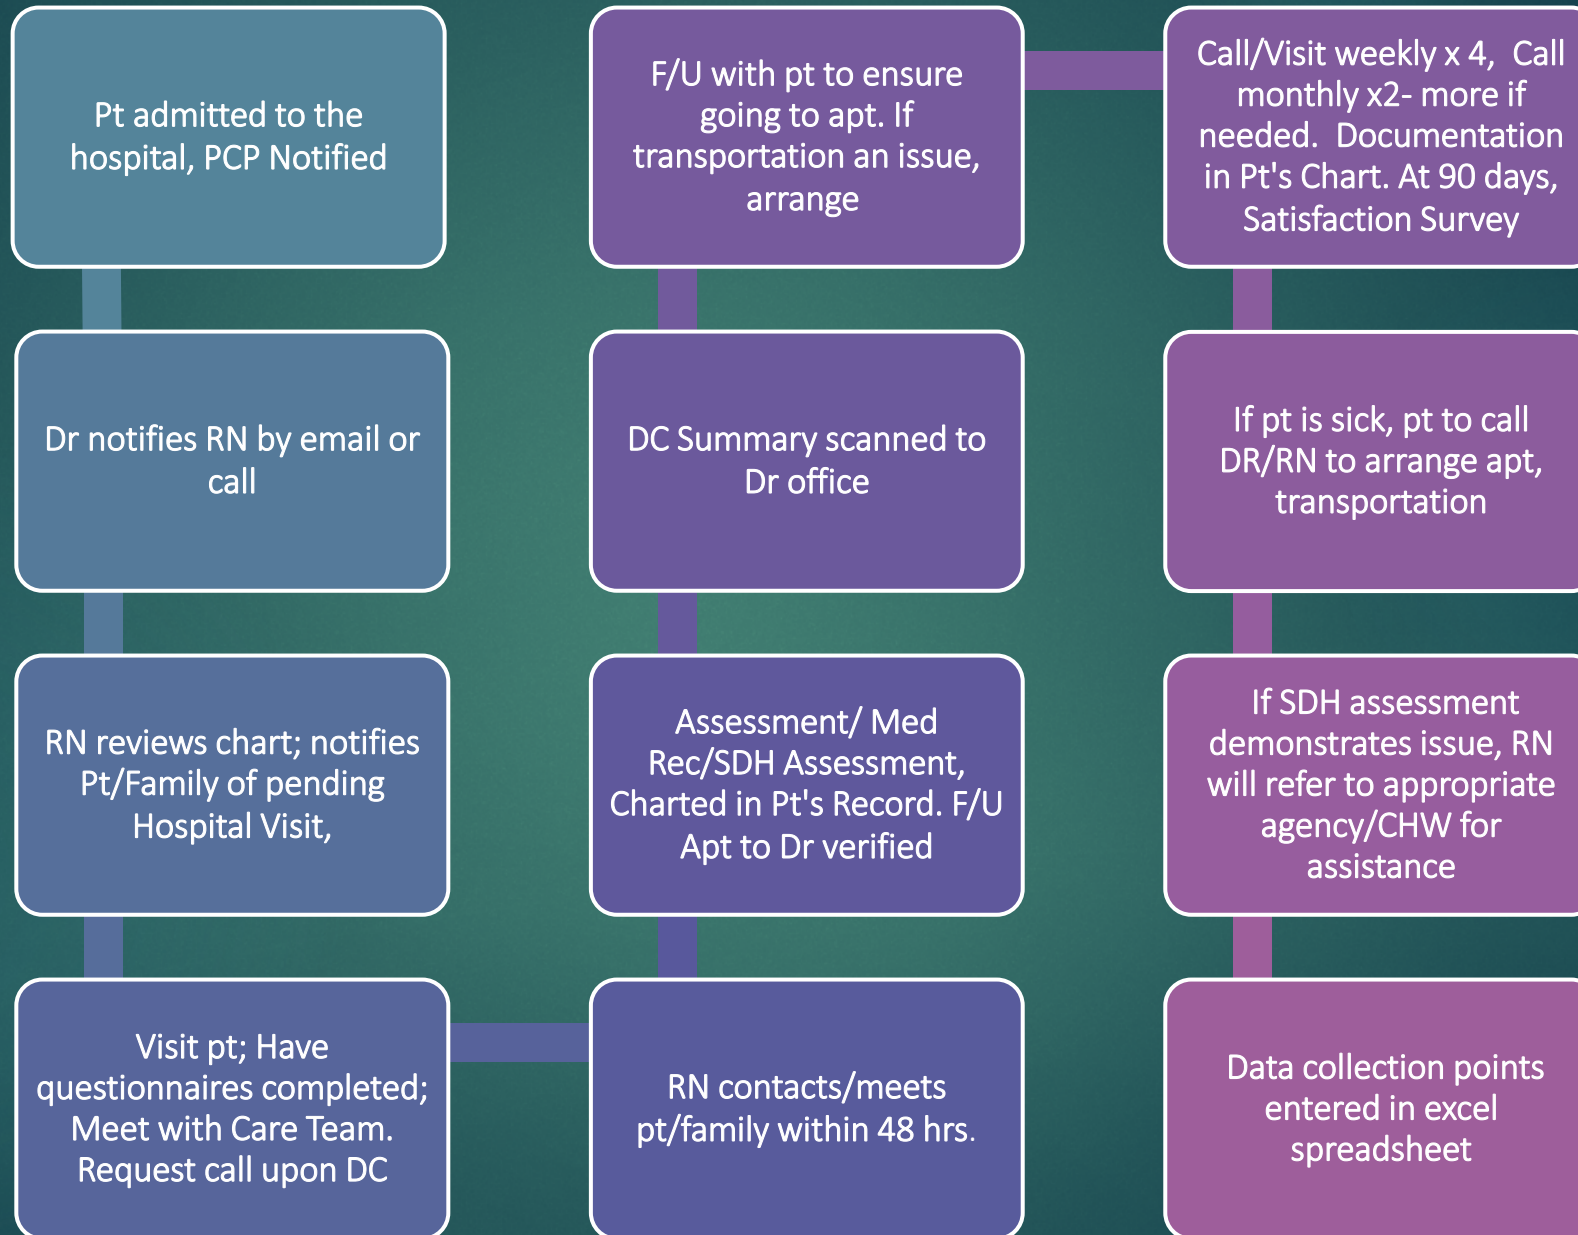 Pt admitted to the
hospital, PCP Notified
Dr notifies RN by email or
call
RN reviews chart; notifies
Pt/Family of pending
Hospital Visit,
Visit pt; Have
questionnaires completed;
Meet with Care Team.
Request call upon DC
RN contacts/meets
pt/family within 48 hrs.
Assessment/ Med
Rec/SDH Assessment,
Charted in Pt's Record. F/U
Apt to Dr verified
DC Summary scanned to
Dr office
F/U with pt to ensure
going to apt. If
transportation an issue,
arrange
Call/Visit weekly x 4,  Call
monthly x2- more if
needed.  Documentation
in Pt's Chart. At 90 days,
Satisfaction Survey
If pt is sick, pt to call
DR/RN to arrange apt,
transportation
If SDH assessment
demonstrates issue, RN
will refer to appropriate
agency/CHW for
assistance
Data collection points
entered in excel
spreadsheet